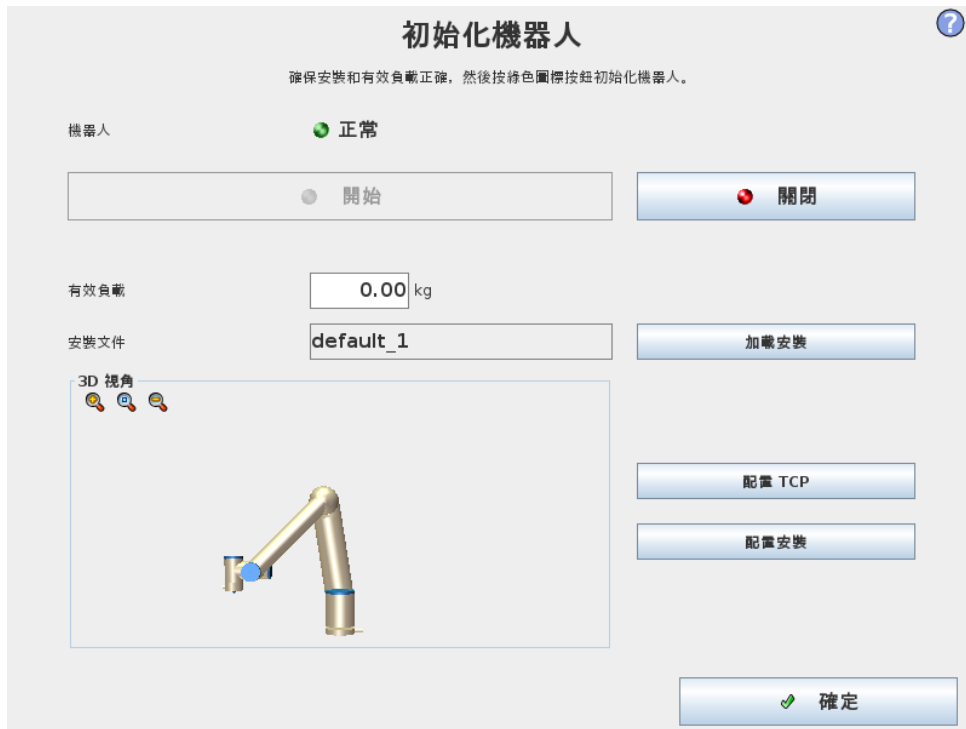 初始化機器人
?
確保安裝和有效負載正確，然後按綠色圖標按鈕初始化機器人。
機器人 正常
開始 關閉
有效負載 0.00 kg
安裝文件 default_1 加載安裝
3D 視角
配置 TCP
配置安裝
確定